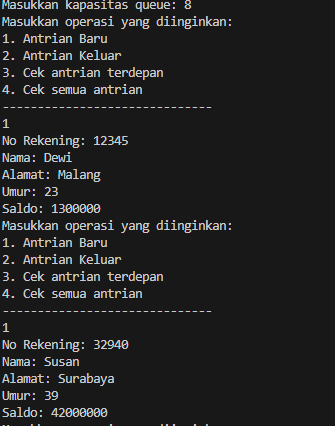 Masukkan kapasitas queue: 8
Masukkan operasi yang diinginkan:
1. Antrian Baru
2. Antrian Keluar
3. Cek antrian terdepan
4. Cek semua antrian
------------------------------
1
No Rekening: 12345
Nama: Dewi
Alamat: Malang
Umur: 23
Saldo: 1300000
Masukkan operasi yang diinginkan:
1. Antrian Baru
2. Antrian Keluar
3. Cek antrian terdepan
4. Cek semua antrian
------------------------------
1
No Rekening: 32940
Nama: Susan
Alamat: Surabaya
Umur: 39
Saldo: 42000000